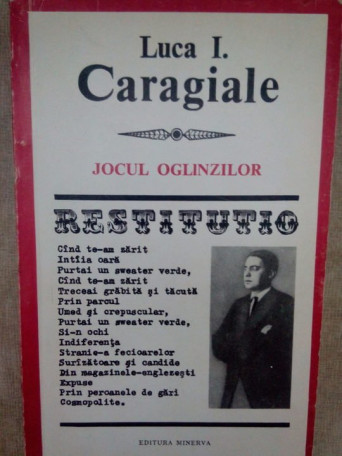 Luca I.
Caragiale
JOCUL OGLINZILOR
RESTITUTIO
Cînd te-am zărit
Intîia oară
Purtai un sweater verde,
Cînd te-am zărit
Treceai grăbită şi tăcută
Prin parcul
Umed şi crepuscular,
Purtai un sweater verde,
Si-n ochi
Indiferenţa
Stranie-a fecioarelor
Surîzătoare şi candide
Din magazinele-englezeşti
Expuse
Prin peroanele de gări
Cosmopolite.
EDITURA MINERVA